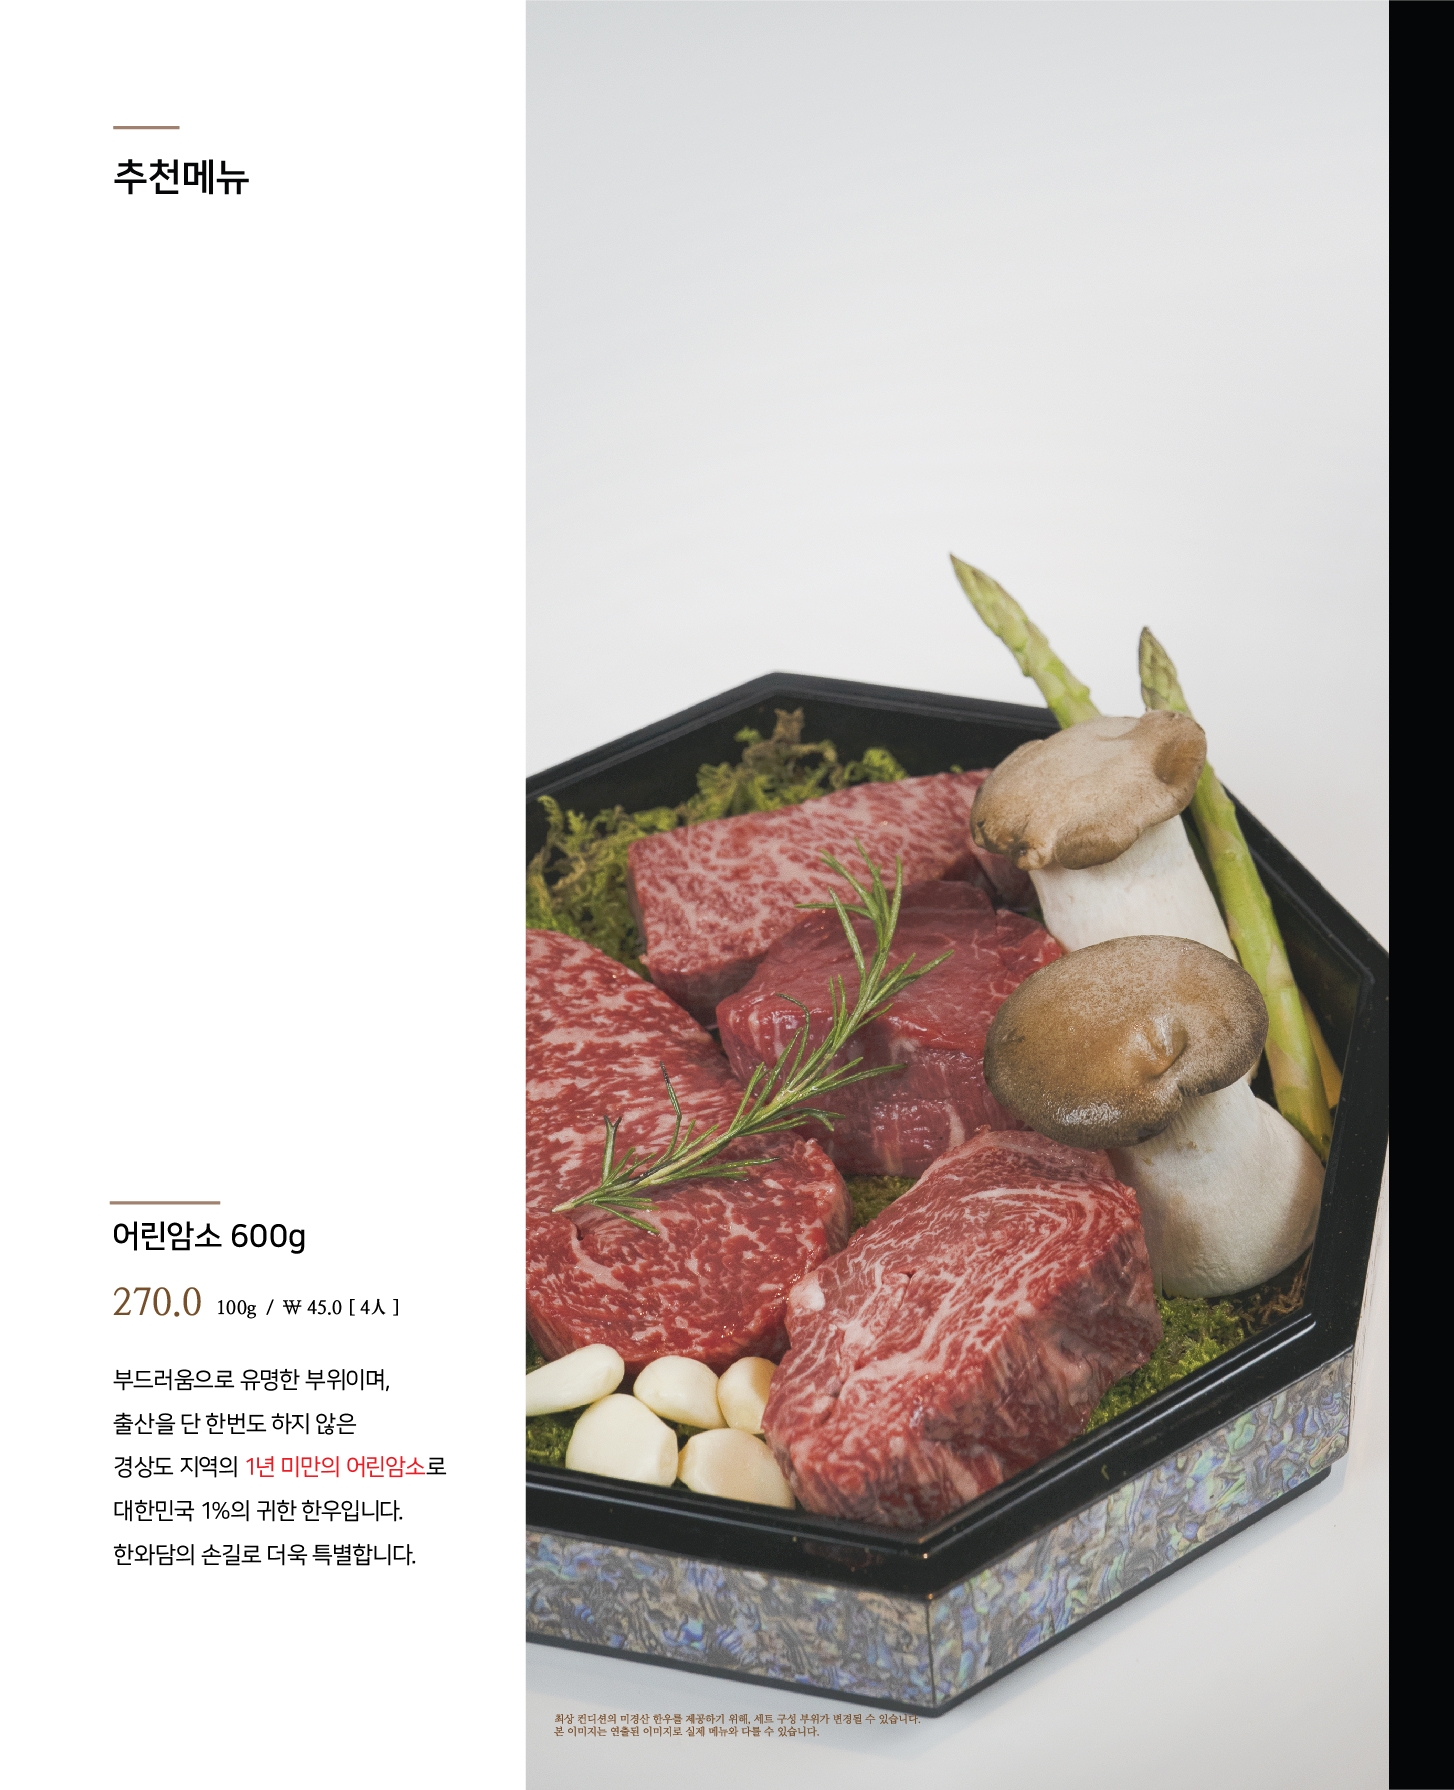 추천메뉴
어린암소 600g
270.0 100g / ₩ 45.0 [ 4人 ]
부드러움으로 유명한 부위이며,
출산을 단 한번도 하지 않은
경상도 지역의 1년 미만의 어린암소로
대한민국 1%의 귀한 한우입니다.
한와담의 손길로 더욱 특별합니다.
최상 컨디션의 미경산 한우를 제공하기 위해, 세트 구성 부위가 변경될 수 있습니다.
본 이미지는 연출된 이미지로 실제 메뉴와 다를 수 있습니다.